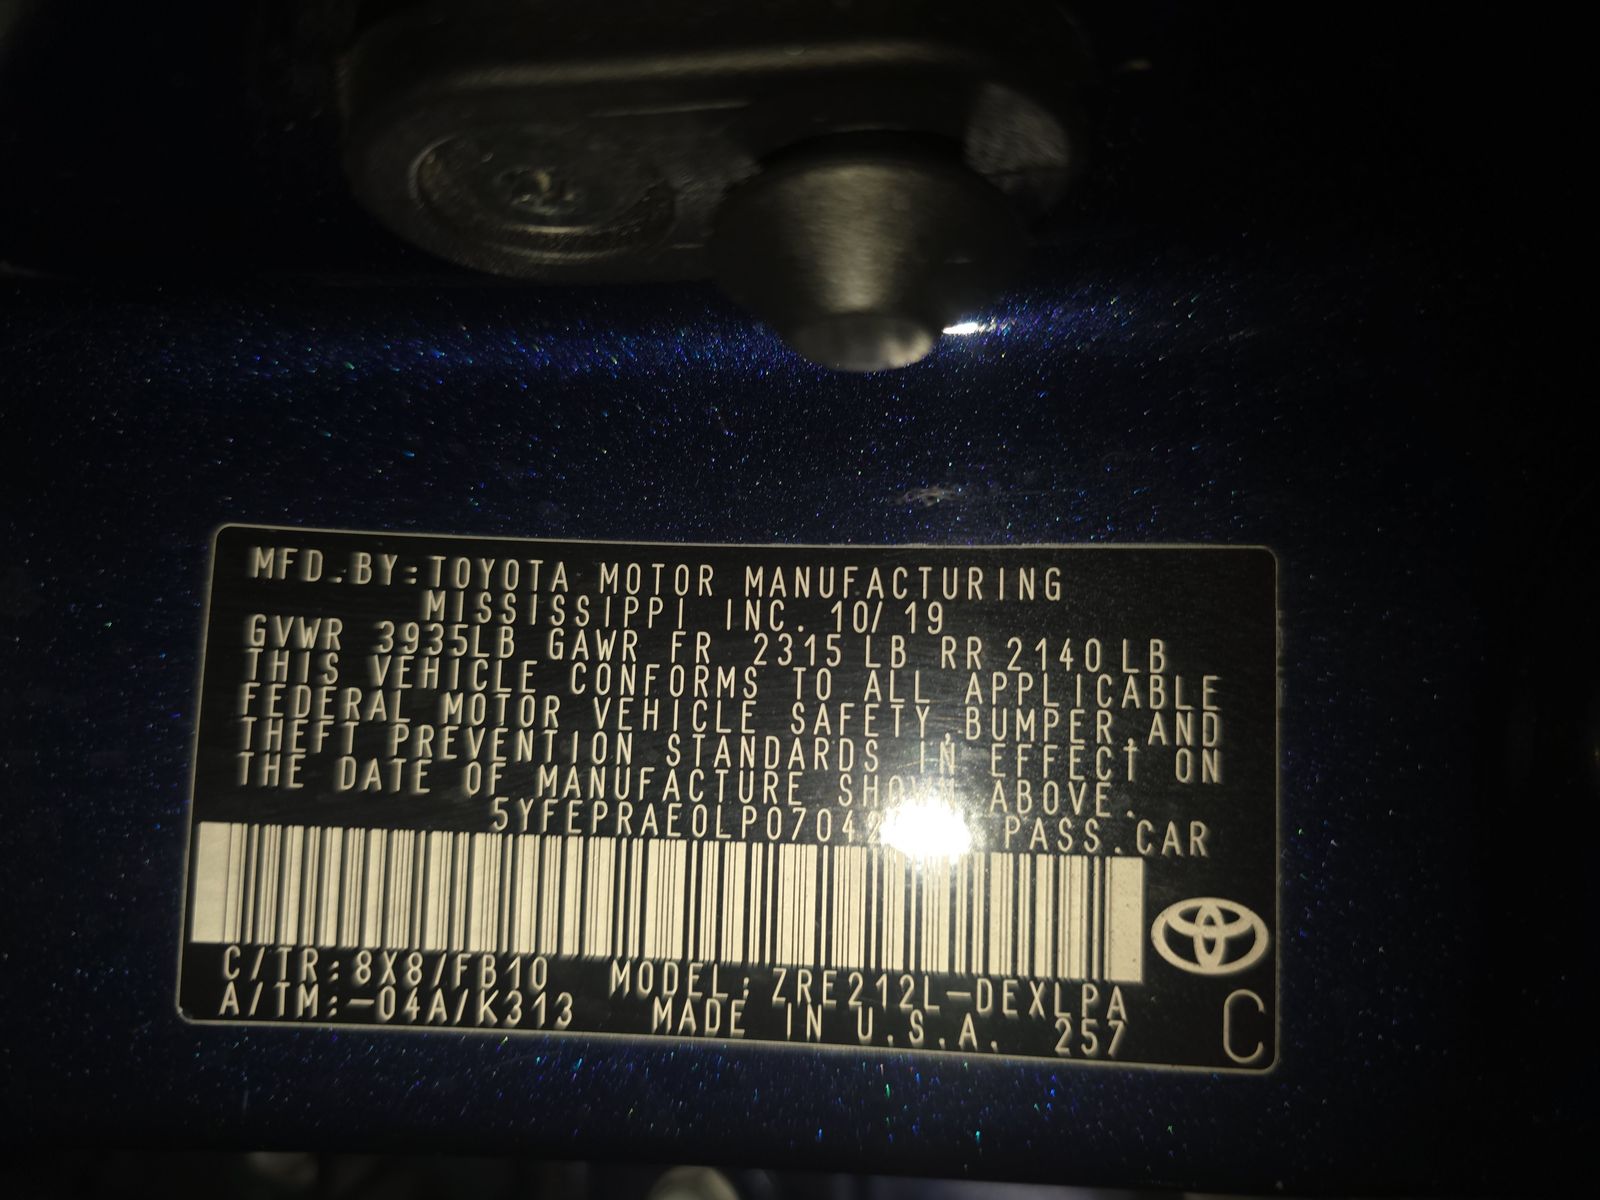 MFD.BY:TOYOTA MOTOR MANUFACTURING
MISSISSIPPI INC. 10/19
GVWR 3935LB GAWR FR 2315LB RR 2140LB
THIS VEHICLE CONFORMS TO ALL APPLICABLE
FEDERAL MOTOR VEHICLE SAFETY,BUMPER,AND
THEFT PREVENTION STANDARDS IN EFFECT ON
THE DATE OF MANUFACTURE SHOWN ABOVE.
PASS.CAR
C/TR:8X8/FB10 MODEL:ZRE212L-DEXLPA
A/TM:-04A/K313 MADE IN U.S.A. 257
C